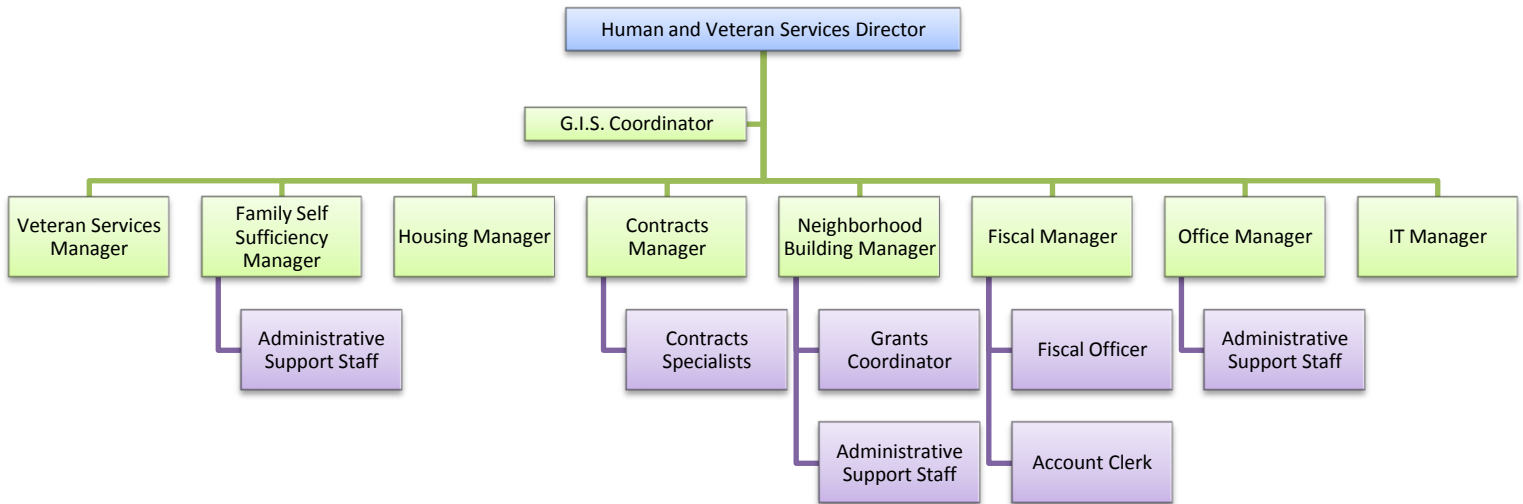 Human and Veteran Services Director
G.I.S. Coordinator
Veteran Services
Manager
Family Self
Sufficiency
Manager
Housing Manager
Contracts
Manager
Neighborhood
Building Manager
Fiscal Manager
Office Manager
IT Manager
Administrative
Support Staff
Contracts
Specialists
Grants
Coordinator
Fiscal Officer
Administrative
Support Staff
Administrative
Support Staff
Account Clerk